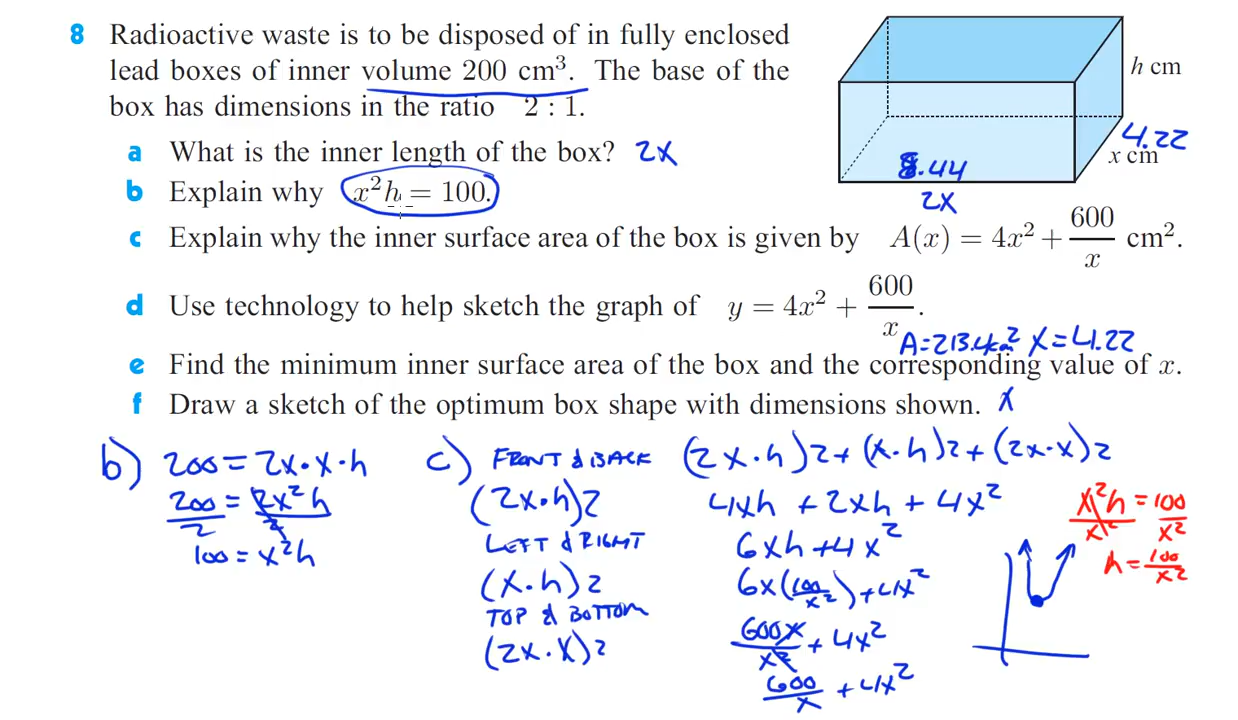 8 Radioactive waste is to be disposed of in fully enclosed
lead boxes of inner volume 200 cm³. The base of the
box has dimensions in the ratio 2 : 1.
h cm
4.22
x cm
8.44
2x
a What is the inner length of the box? 2x
b Explain why x²h = 100.
c Explain why the inner surface area of the box is given by A(x) = 4x² + 600/x cm².
d Use technology to help sketch the graph of y = 4x² + 600/x.
A=213.4cm² x=4.22
e Find the minimum inner surface area of the box and the corresponding value of x.
f Draw a sketch of the optimum box shape with dimensions shown.
b) 200 = 2x·x·h
200/2 = 2x²h/2
100 = x²h
c) FRONT & BACK
(2x·h)2
LEFT & RIGHT
(x·h)2
TOP & BOTTOM
(2x·x)2
(2x·h)2+(x·h)2+(2x·x)2
4xh + 2xh + 4x²
6xh+4x²
6x(100/x²)+4x²
600x/x² + 4x²
600/x + 4x²
x²h/x² = 100/x²
h = 100/x²